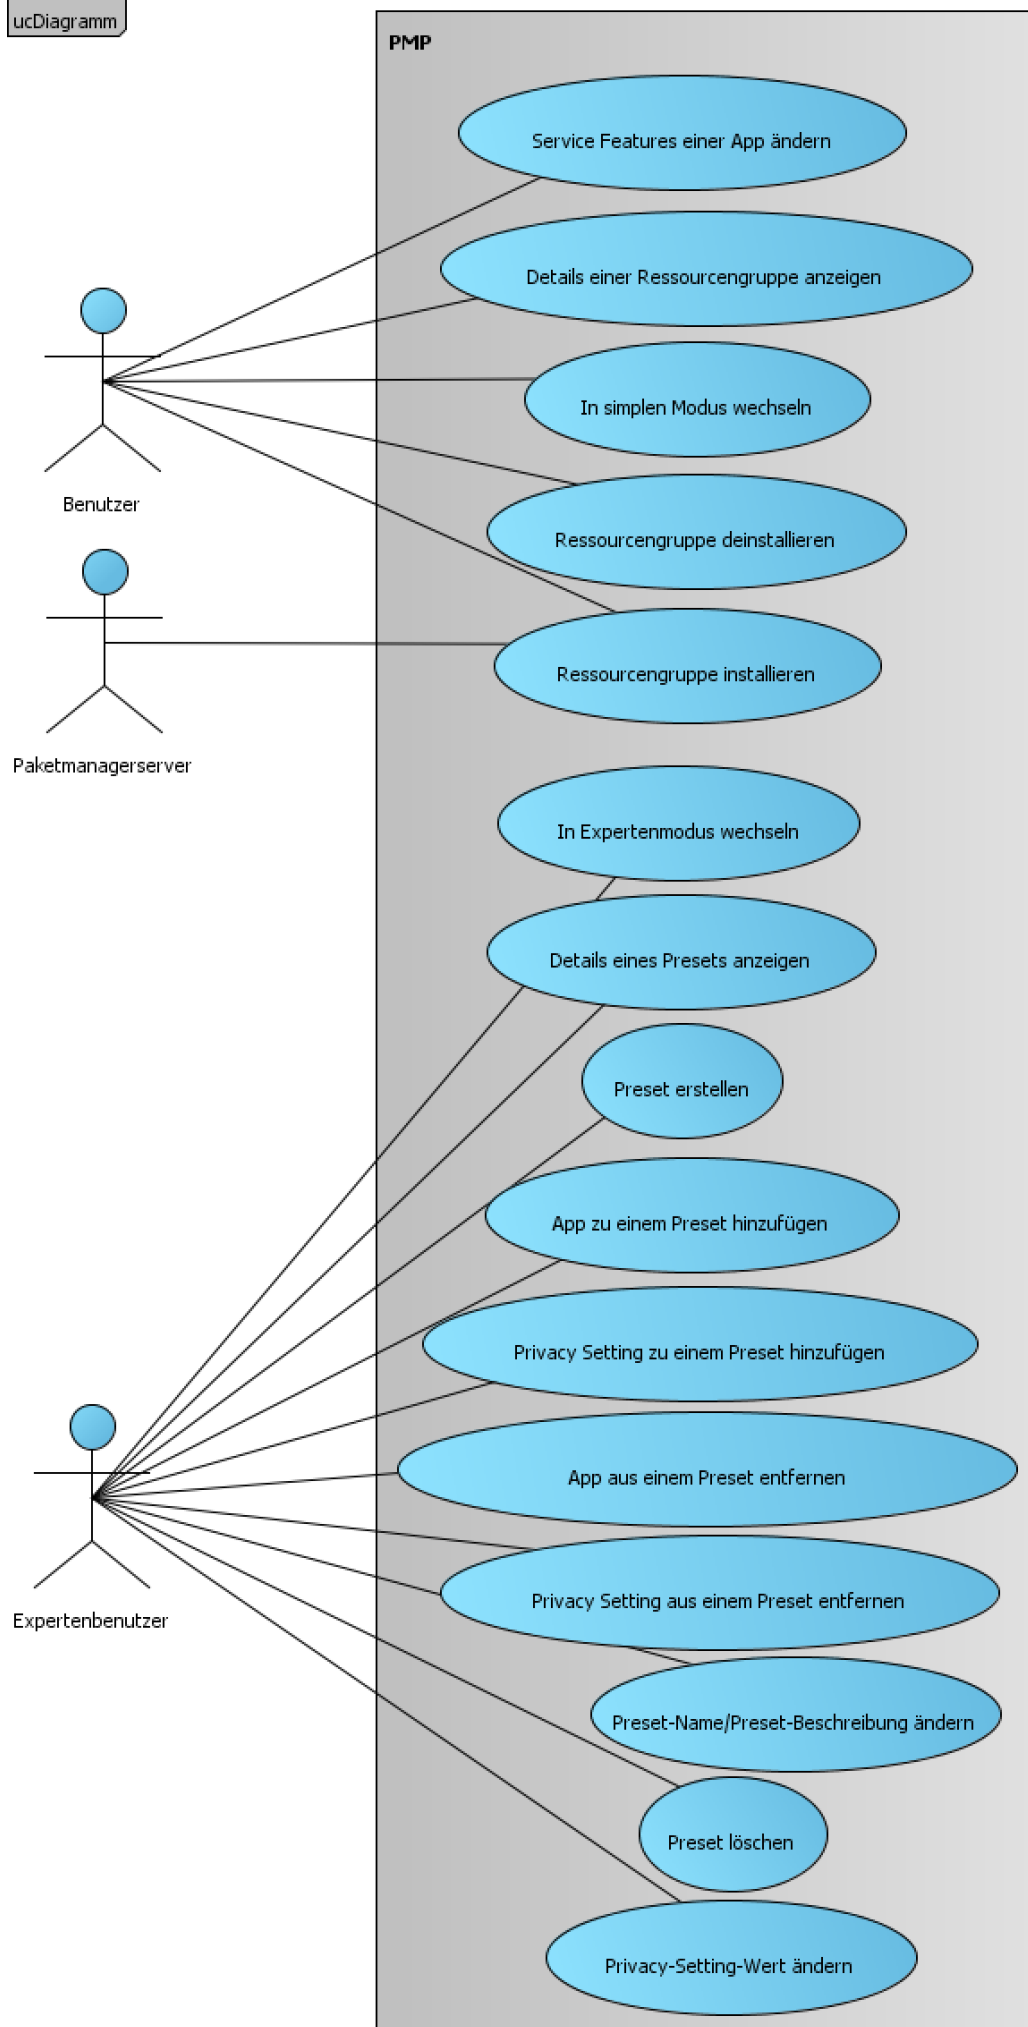 ucDiagramm
PMP
Service Features einer App ändern
Details einer Ressourcengruppe anzeigen
In simplen Modus wechseln
Benutzer
Ressourcengruppe deinstallieren
Ressourcengruppe installieren
Paketmanagerserver
In Expertenmodus wechseln
Details eines Presets anzeigen
Preset erstellen
App zu einem Preset hinzufügen
Privacy Setting zu einem Preset hinzufügen
App aus einem Preset entfernen
Privacy Setting aus einem Preset entfernen
Expertenbenutzer
Preset-Name/Preset-Beschreibung ändern
Preset löschen
Privacy-Setting-Wert ändern